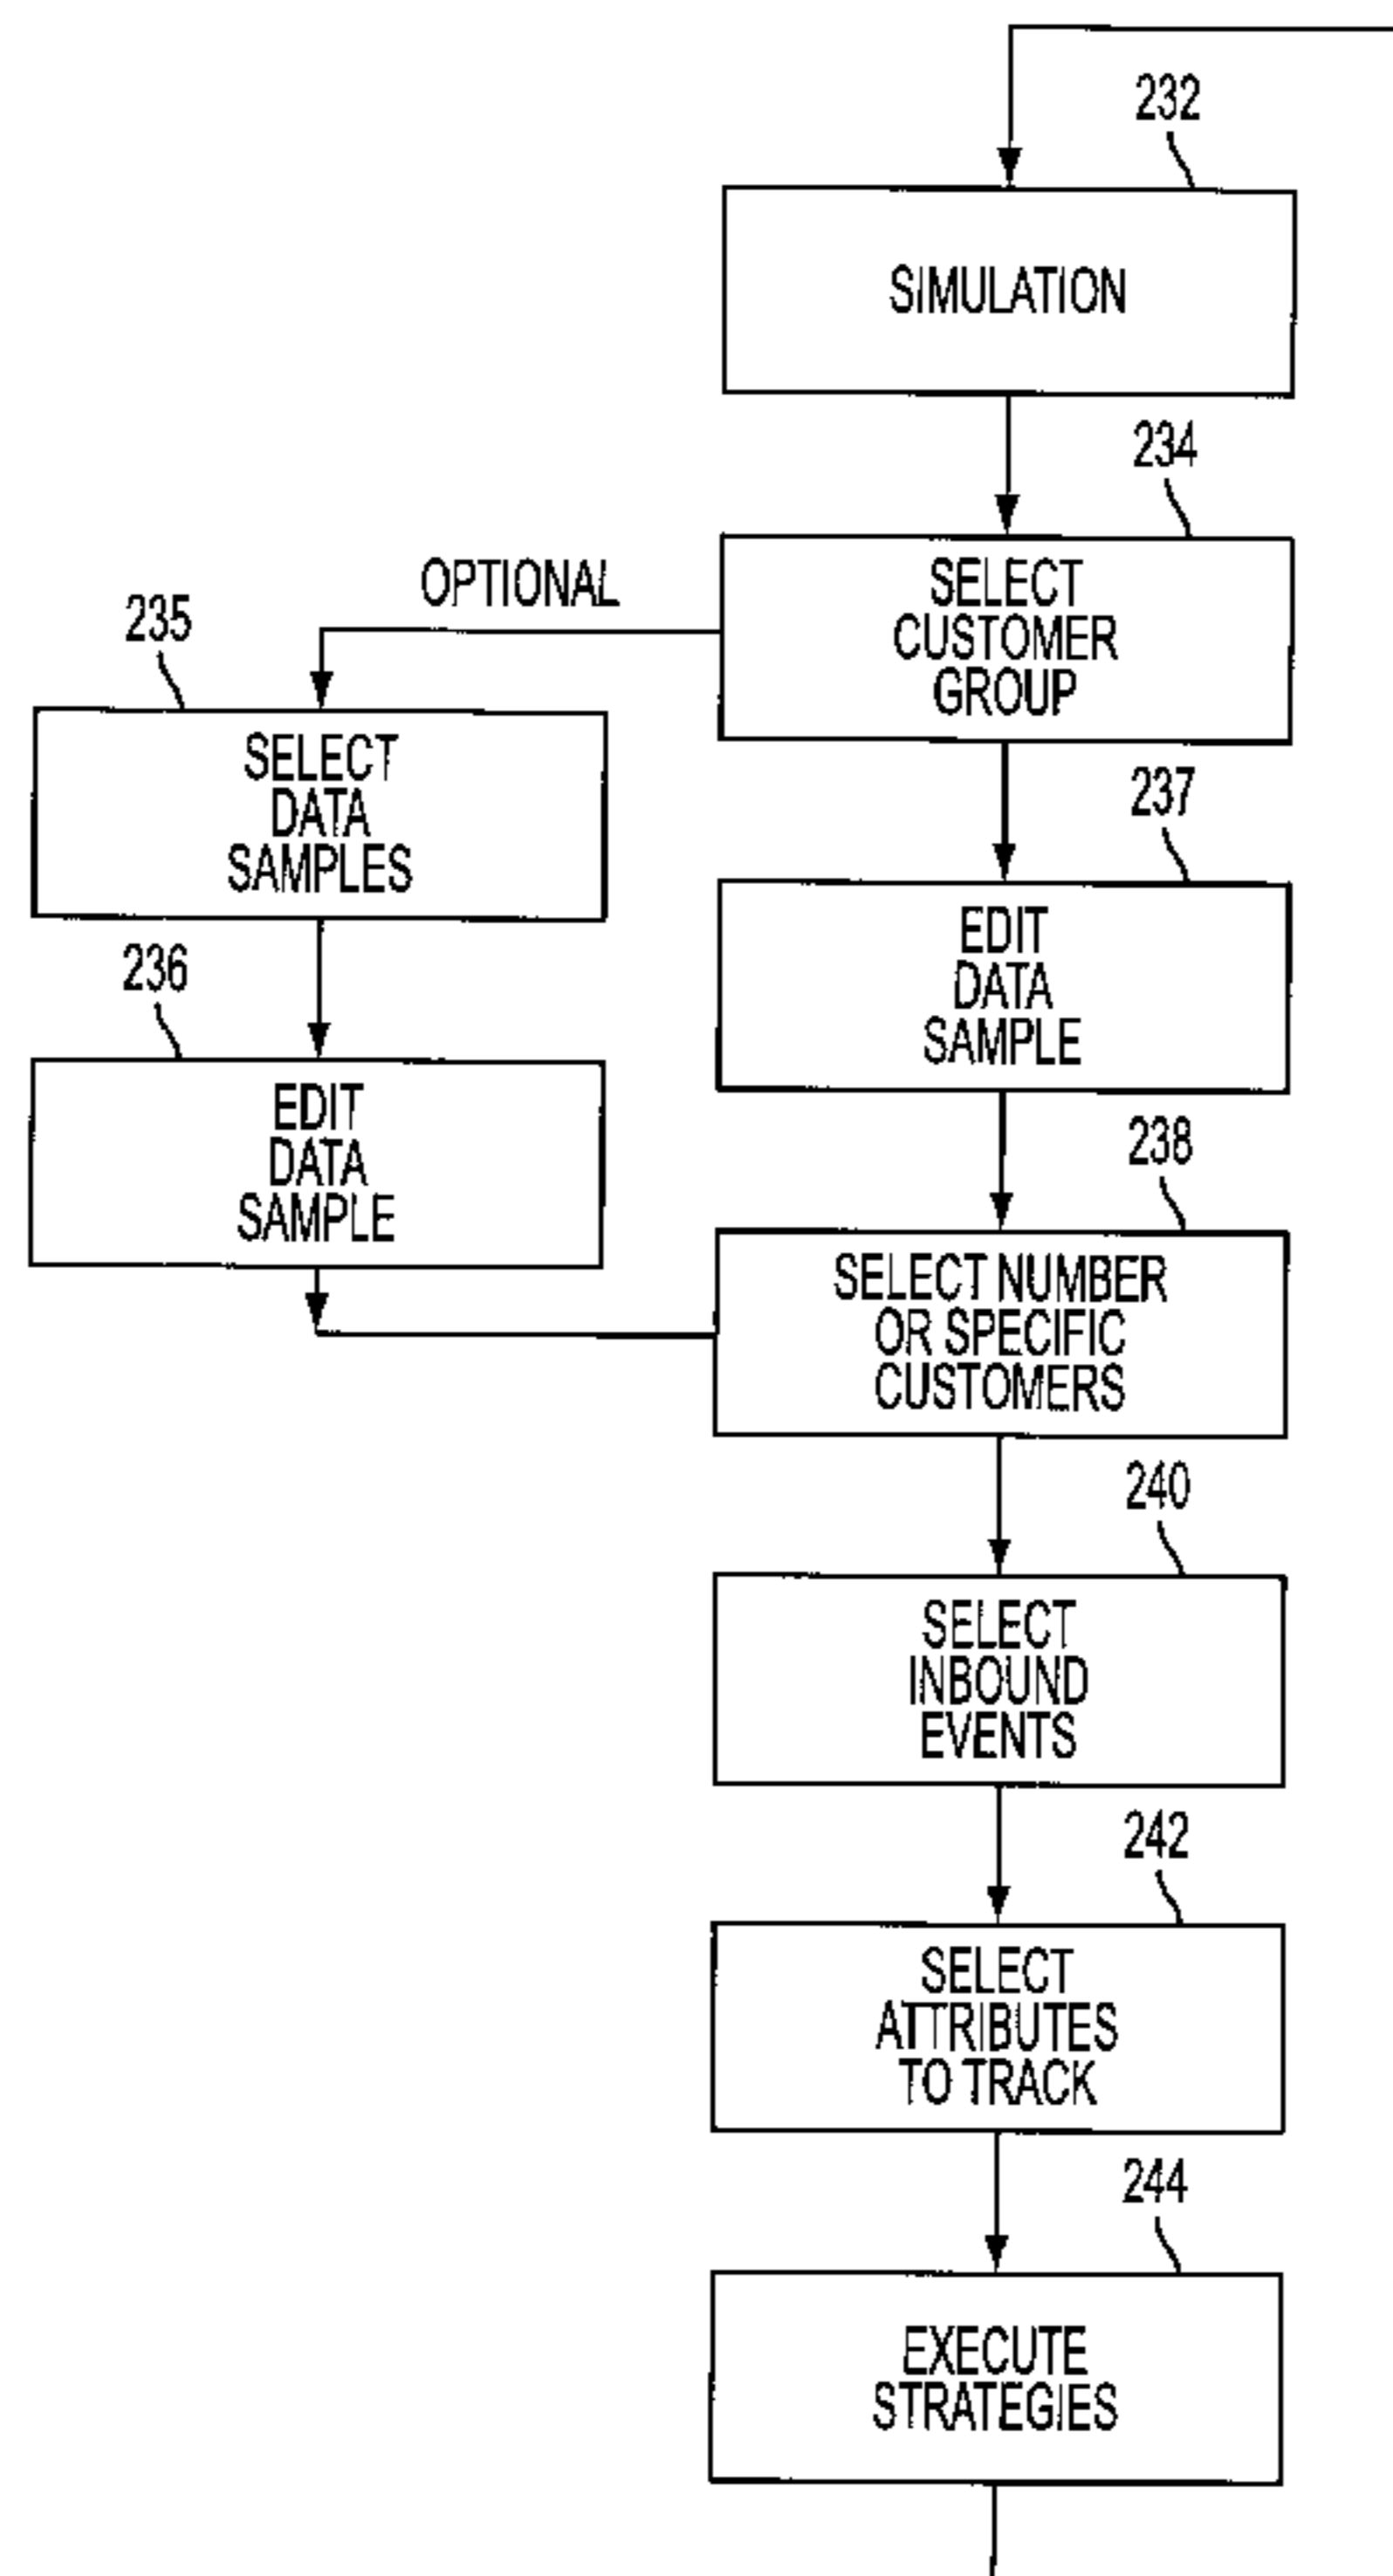 232
SIMULATION
234
SELECT
CUSTOMER
GROUP
OPTIONAL
235
SELECT
DATA
SAMPLES
237
EDIT
DATA
SAMPLE
236
EDIT
DATA
SAMPLE
238
SELECT NUMBER
OR SPECIFIC
CUSTOMERS
240
SELECT
INBOUND
EVENTS
242
SELECT
ATTRIBUTES
TO TRACK
244
EXECUTE
STRATEGIES